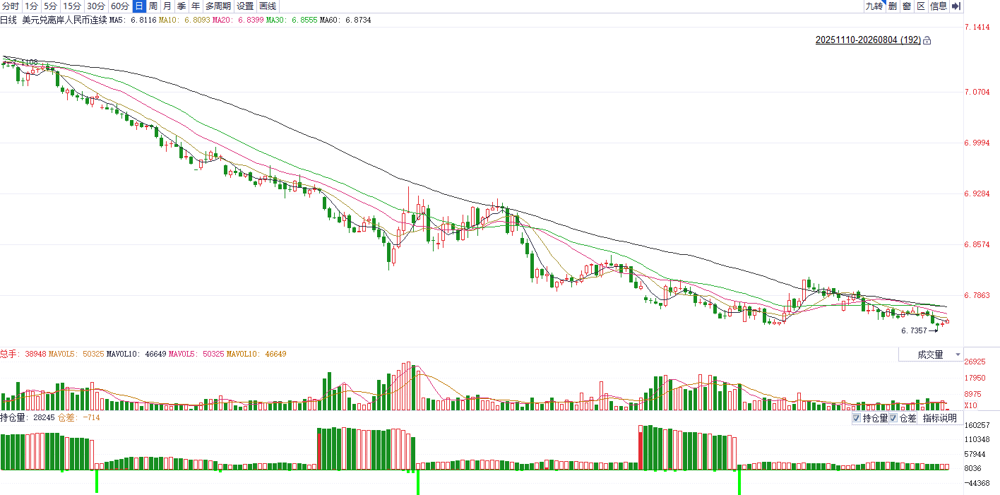 分时 1分 5分 15分 30分 60分 日 周 月 季 年 多周期 设置 画线 九转 删 窗 区 信息
日线 美元兑离岸人民币连续 MA5: 6.8116 MA10: 6.8093 MA20: 6.8399 MA30: 6.8555 MA60: 6.8734
7.1414
20251110-20260804 (192)
7.0704
6.9994
6.9284
6.8574
6.7863
6.7357
总手: 38948 MAVOL5: 50325 MAVOL10: 46649 MAVOL5: 50325 MAVOL10: 46649
成交量
26925
17950
8975
X10
持仓量: 28245 仓差: -714
持仓量 仓差 指标说明
160257
110348
57944
8036
-44368